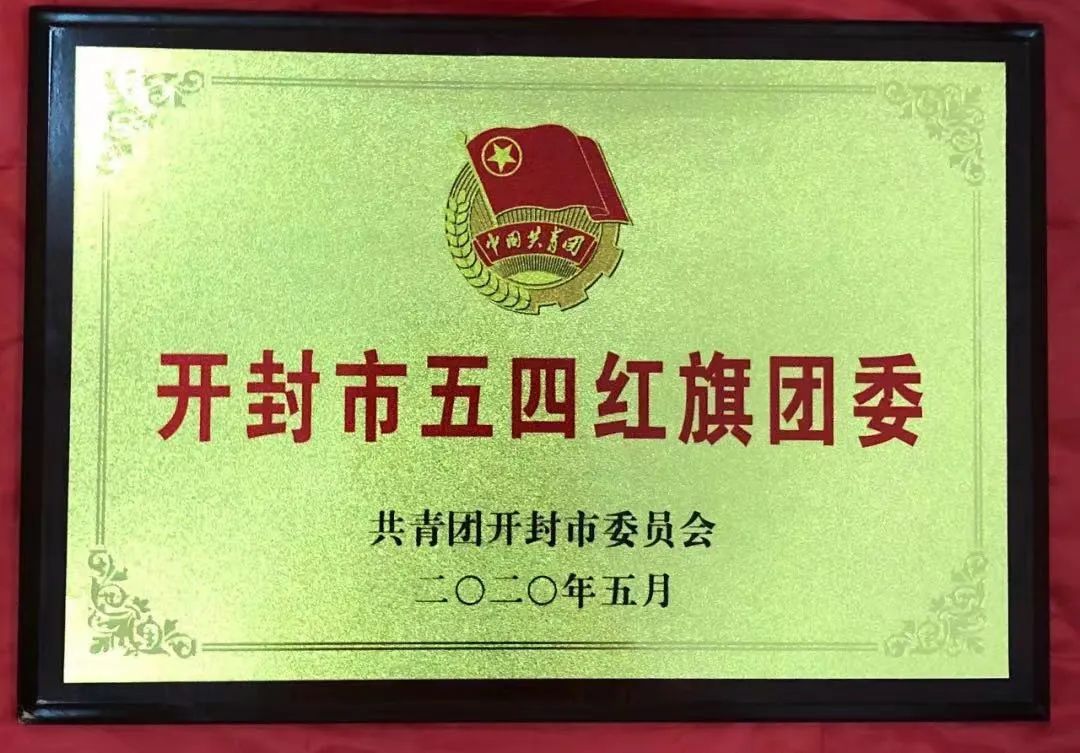 中国共青团
开封市五四红旗团委
共青团开封市委员会
二〇二〇年五月